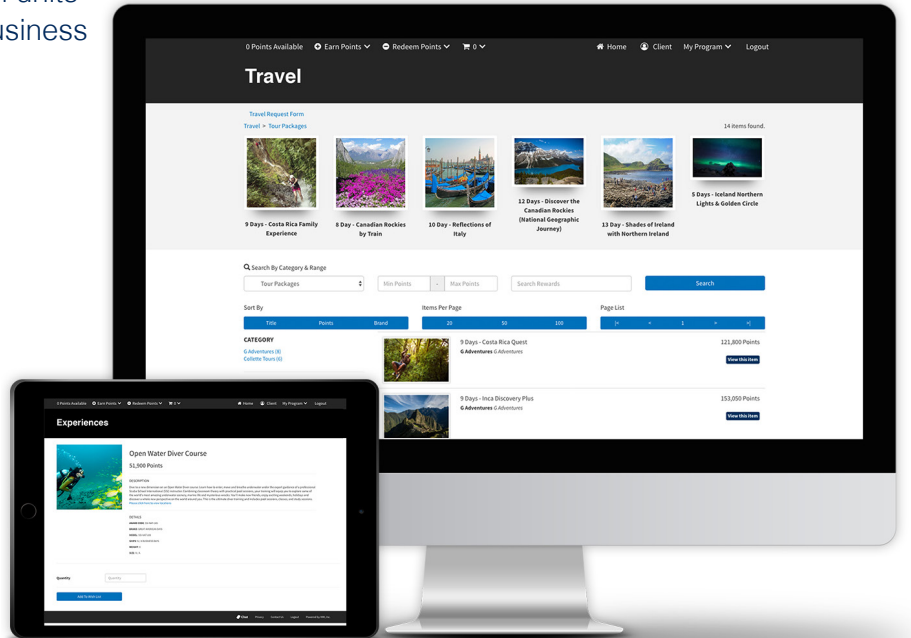 usiness
0 Points Available Earn Points Redeem Points 0 Home Client My Program Logout
Travel
Travel Request Form
Travel > Tour Packages 14 items found.
9 Days - Costa Rica Family
Experience
8 Day - Canadian Rockies
by Train
10 Day - Reflections of
Italy
12 Days - Discover the
Canadian Rockies
(National Geographic
Journey)
13 Day - Shades of Ireland
with Northern Ireland
5 Days - Iceland Northern
Lights & Golden Circle
Search By Category & Range
Tour Packages Min Points - Max Points Search Rewards Search
Sort By Items Per Page Page List
Title Points Brand 20 50 100 |« « 1 » »|
CATEGORY
G Adventures (8)
Collette Tours (6)
9 Days - Costa Rica Quest 121,800 Points
G Adventures G Adventures
View this item
9 Days - Inca Discovery Plus 153,050 Points
G Adventures G Adventures
View this item
0 Points Available Earn Points Redeem Points 0 Home Client My Program Logout
Experiences
Open Water Diver Course
51,900 Points
DESCRIPTION
DETAILS
Quantity Quantity
Add To Wish List
Chat Privacy Contact Us Logout